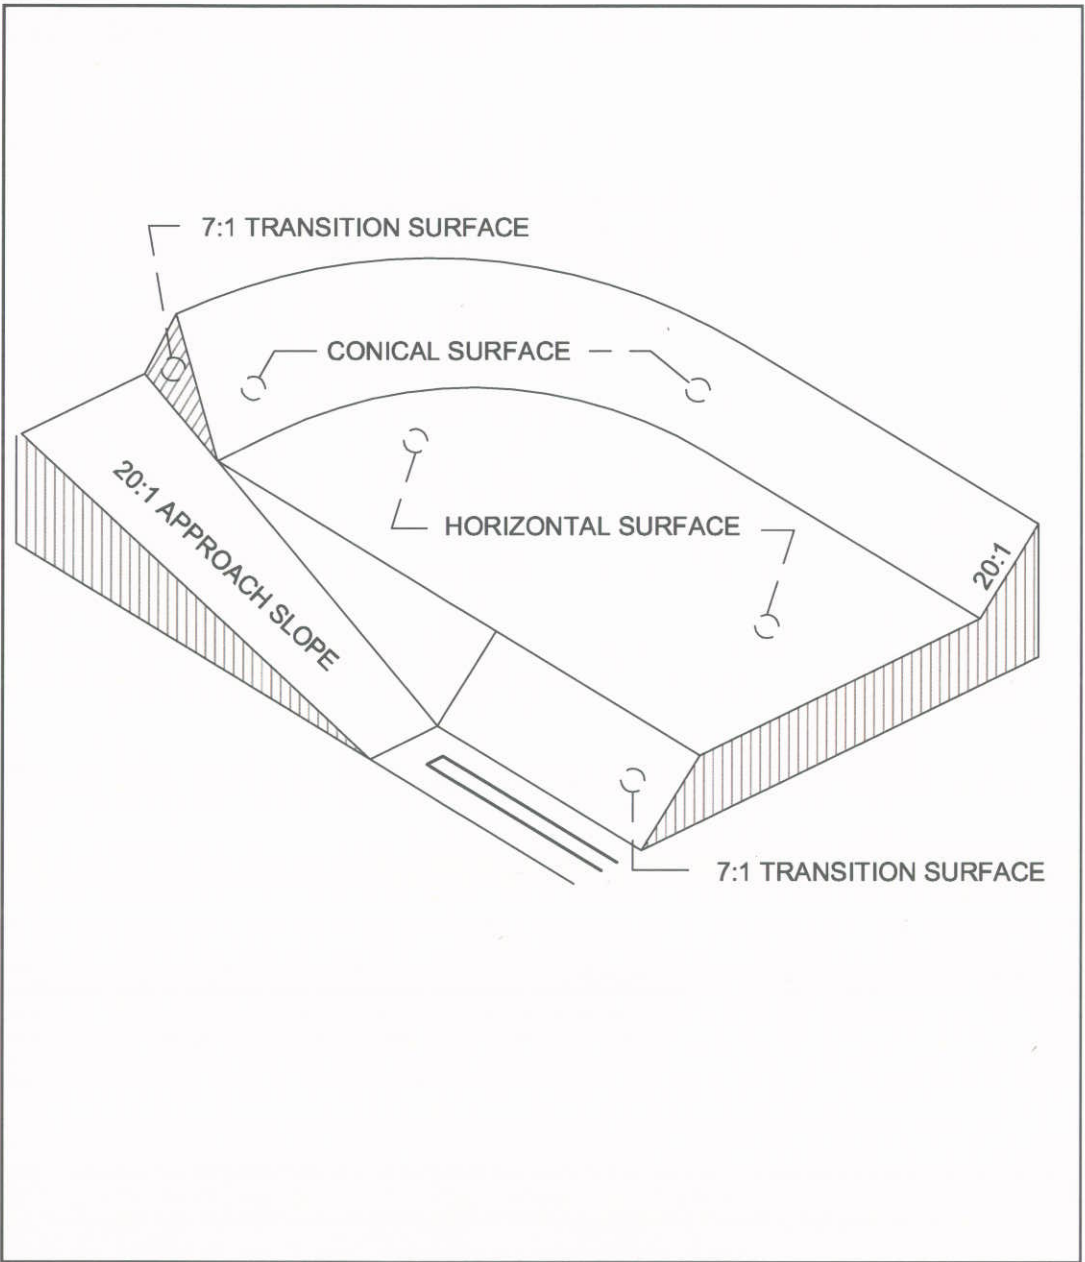 7:1 TRANSITION SURFACE
CONICAL SURFACE
20:1 APPROACH SLOPE
HORIZONTAL SURFACE
20:1
7:1 TRANSITION SURFACE